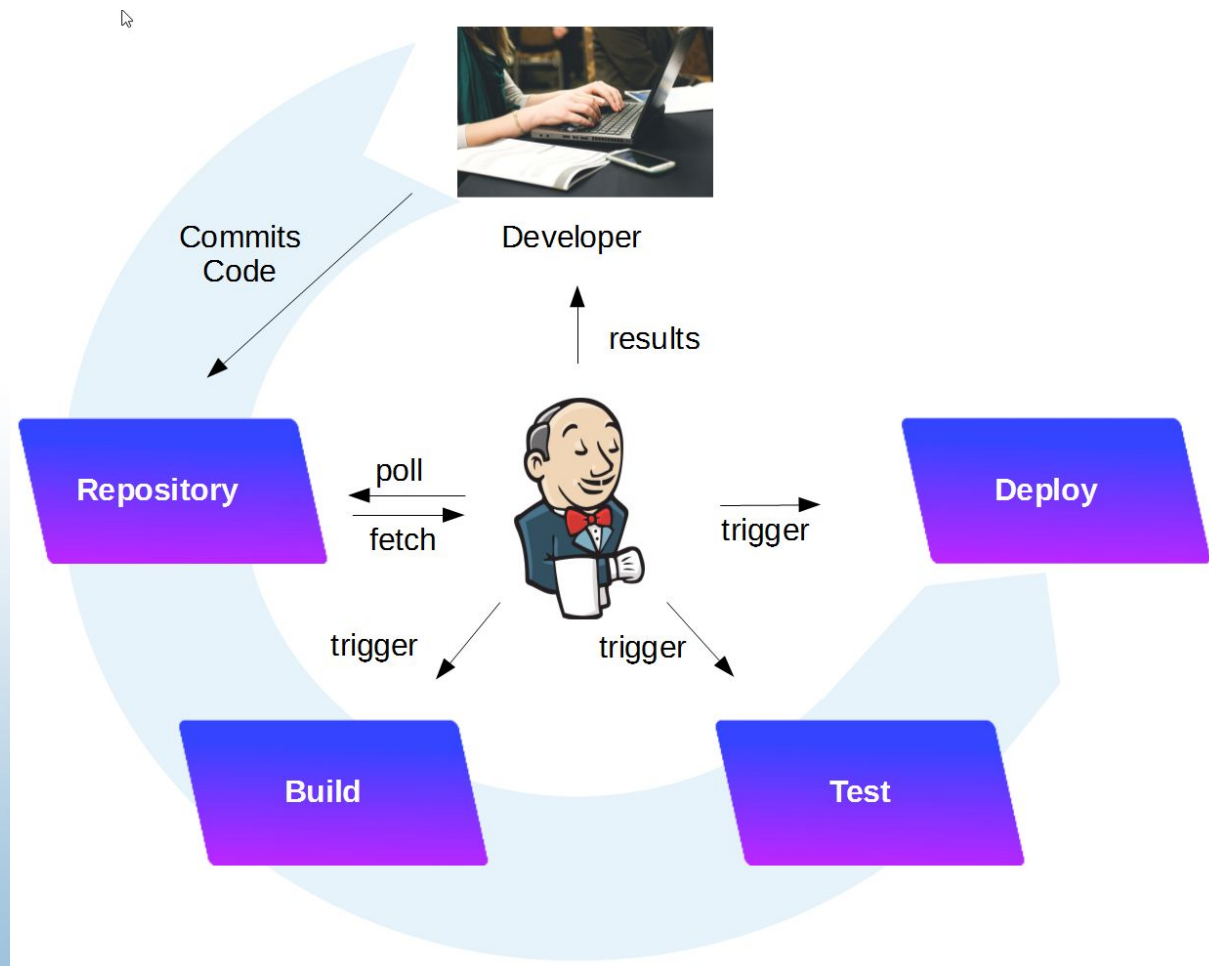 Commits
Code
Developer
results
Repository
poll
fetch
trigger
Deploy
trigger
trigger
Build
Test